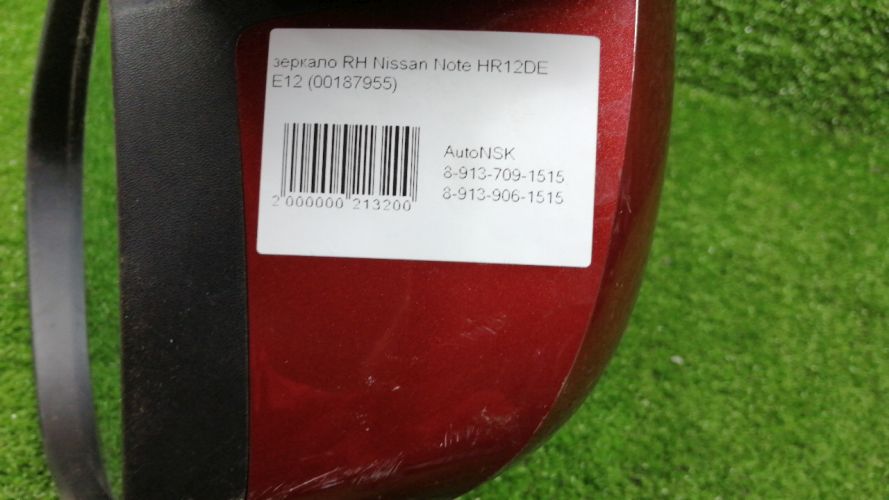 зеркало RH Nissan Note HR12DE
E12 (00187955)
AutoNSK
8-913-709-1515
8-913-906-1515
2 000000 213200